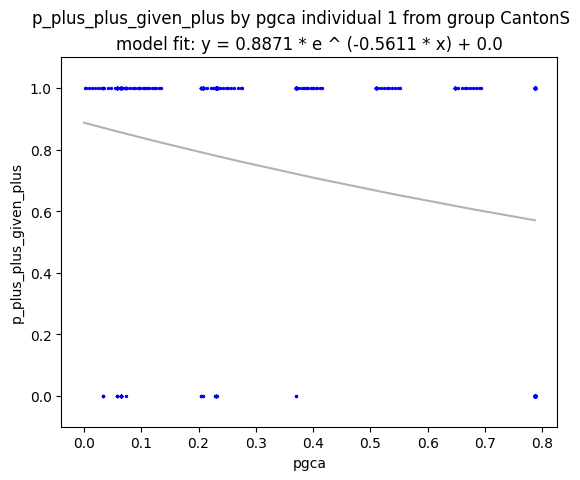 p_plus_plus_given_plus by pgca individual 1 from group CantonS
model fit: y = 0.8871 * e ^ (-0.5611 * x) + 0.0
1.0
0.8
0.6
0.4
0.2
0.0
p_plus_plus_given_plus
0.0 0.1 0.2 0.3 0.4 0.5 0.6 0.7 0.8
pgca